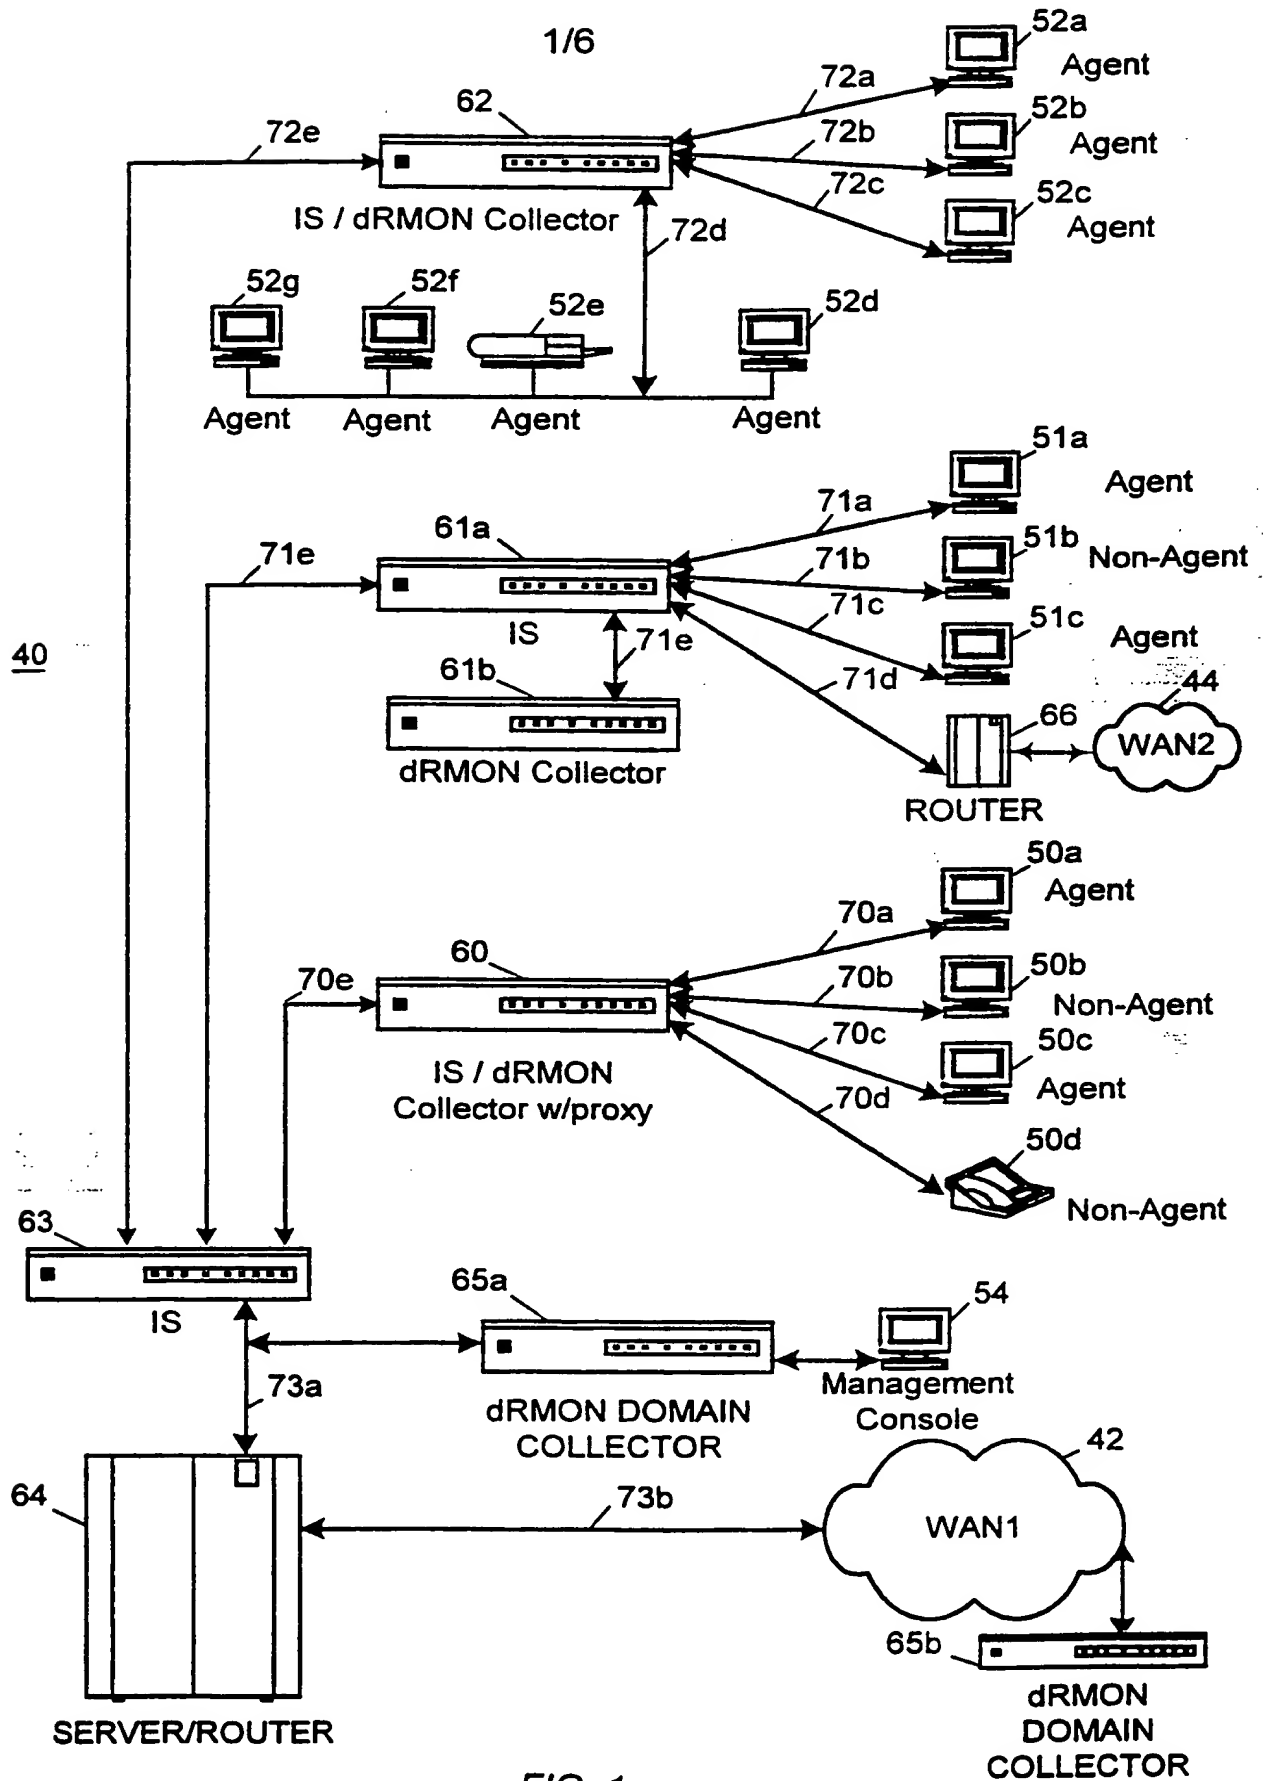 1/6
52a
Agent
72a
62
52b
72e
72b
Agent
72c
52c
IS / dRMON Collector
72d
Agent
52g
52f
52e
52d
Agent
Agent
Agent
Agent
51a
Agent
71a
61a
51b
71e
71b
Non-Agent
71c
51c
IS
71e
Agent
40
61b
71d
44
66
WAN2
dRMON Collector
ROUTER
50a
Agent
70a
60
50b
70e
70b
Non-Agent
70c
50c
IS / dRMON
Collector w/proxy
70d
Agent
50d
Non-Agent
63
65a
54
IS
73a
Management
Console
dRMON DOMAIN
COLLECTOR
42
64
73b
WAN1
65b
SERVER/ROUTER
dRMON
DOMAIN
COLLECTOR
FIG. 1